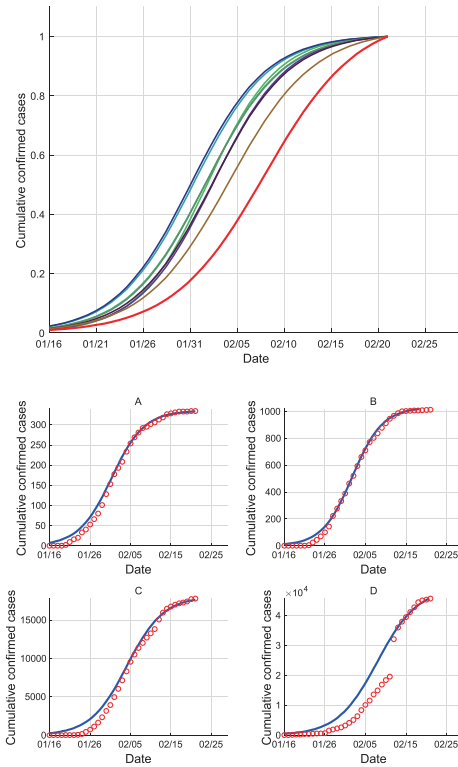 1
0.8
0.6
0.4
0.2
0
Cumulative confirmed cases
01/16 01/21 01/26 01/31 02/05 02/10 02/15 02/20 02/25
Date
A
300
250
200
150
100
50
0
Cumulative confirmed cases
01/16 01/26 02/05 02/15 02/25
Date
B
1000
800
600
400
200
0
Cumulative confirmed cases
01/16 01/26 02/05 02/15 02/25
Date
C
15000
10000
5000
0
Cumulative confirmed cases
01/16 01/26 02/05 02/15 02/25
Date
D
×10⁴
4
3
2
1
0
Cumulative confirmed cases
01/16 01/26 02/05 02/15 02/25
Date